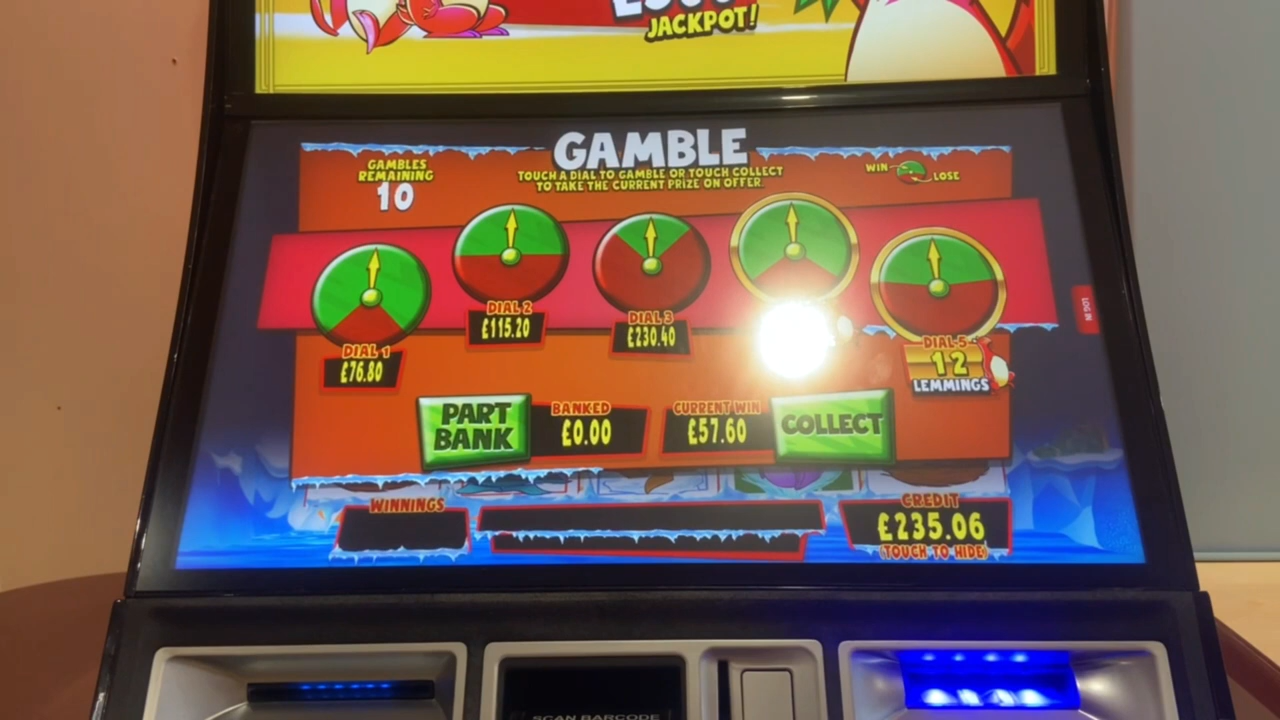 JACKPOT!
GAMBLE
GAMBLES
REMAINING
10
TOUCH A DIAL TO GAMBLE OR TOUCH COLLECT
TO TAKE THE CURRENT PRIZE ON OFFER.
WIN
LOSE
DIAL 1
£76.80
DIAL 2
£115.20
DIAL 3
£230.40
DIAL 5
12
LEMMINGS
LOG IN
PART
BANK
BANKED
£0.00
CURRENT WIN
£57.60
COLLECT
WINNINGS
CREDIT
£235.06
(TOUCH TO HIDE)
SCAN BARCODE